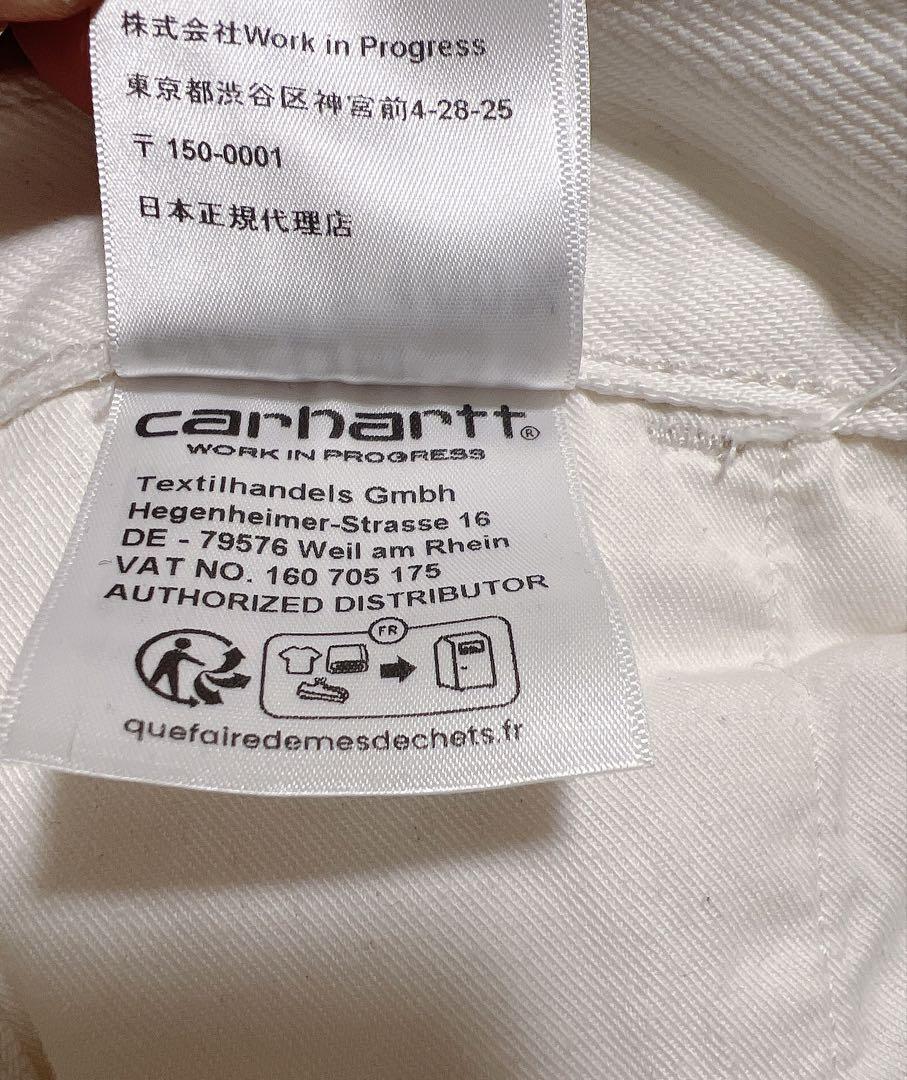 株式会社Work in Progress
東京都渋谷区神宮前4-28-25
〒 150-0001
日本正規代理店
carhartt®
WORK IN PROGRESS
Textilhandels Gmbh
Hegenheimer-Strasse 16
DE - 79576 Weil am Rhein
VAT NO. 160 705 175
AUTHORIZED DISTRIBUTOR
FR
quefairedemesdechets.fr